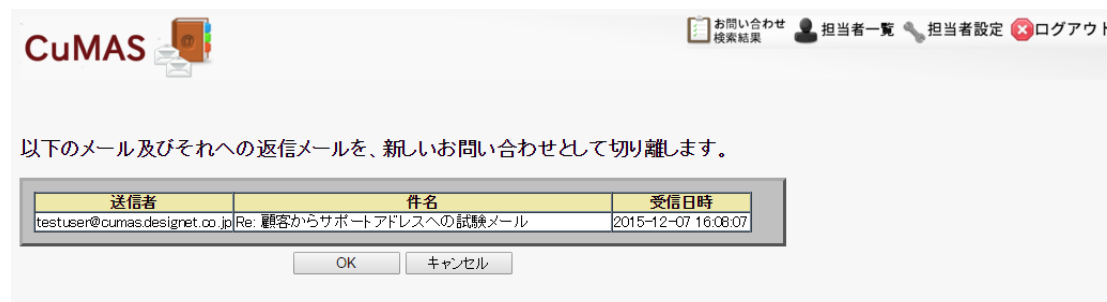 CuMAS
お問い合わせ
検索結果
担当者一覧
担当者設定
ログアウト
以下のメール及びそれへの返信メールを、新しいお問い合わせとして切り離します。
送信者 件名 受信日時
testuser@cumas.designet.co.jp Re: 顧客からサポートアドレスへの試験メール 2015-12-07 16:08:07
OK キャンセル